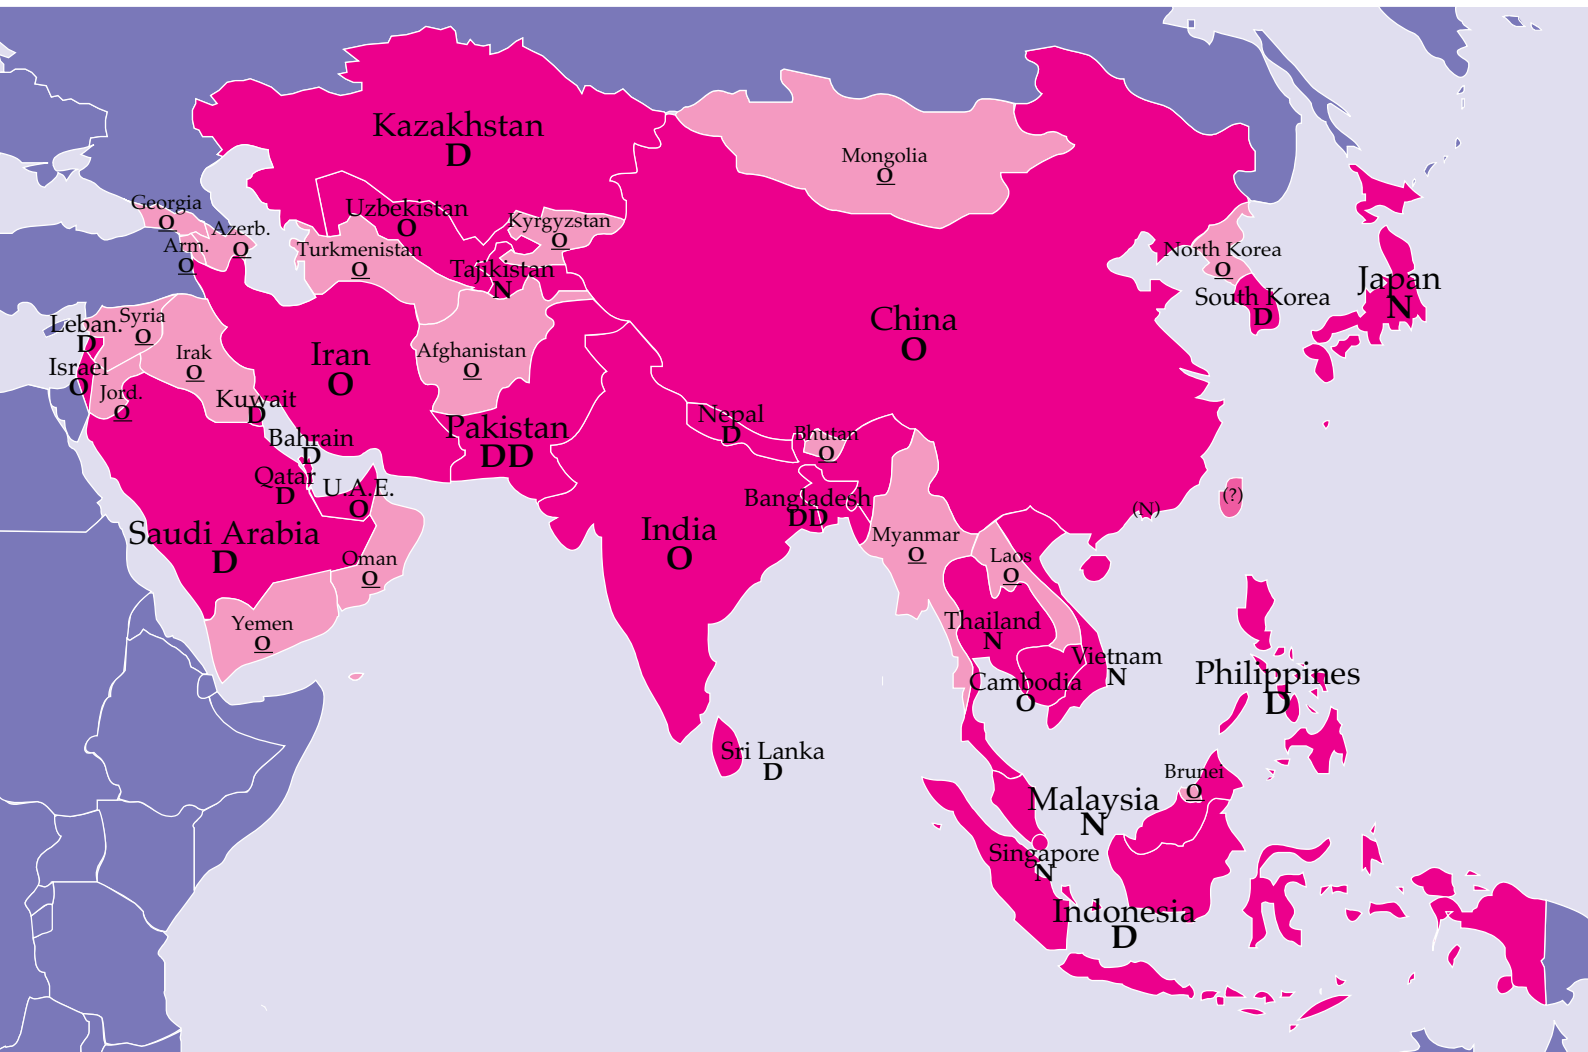 Kazakhstan
D
Mongolia
O
Georgia
O
Uzbekistan
O
Kyrgyzstan
O
Azerb.
O
Arm.
O
Turkmenistan
O
Tajikistan
N
North Korea
O
South Korea
D
Japan
N
China
O
Leban.
D
Syria
O
Irak
O
Iran
O
Afghanistan
O
Israel
O
Jord.
O
Kuwait
D
Bahrain
D
Pakistan
DD
Nepal
D
Bhutan
O
Qatar
D
U.A.E.
O
Bangladesh
DD
(N)
(?)
Saudi Arabia
D
India
O
Myanmar
O
Laos
O
Oman
O
Yemen
O
Thailand
N
Vietnam
N
Cambodia
O
Philippines
D
Sri Lanka
D
Brunei
O
Malaysia
N
Singapore
N
Indonesia
D